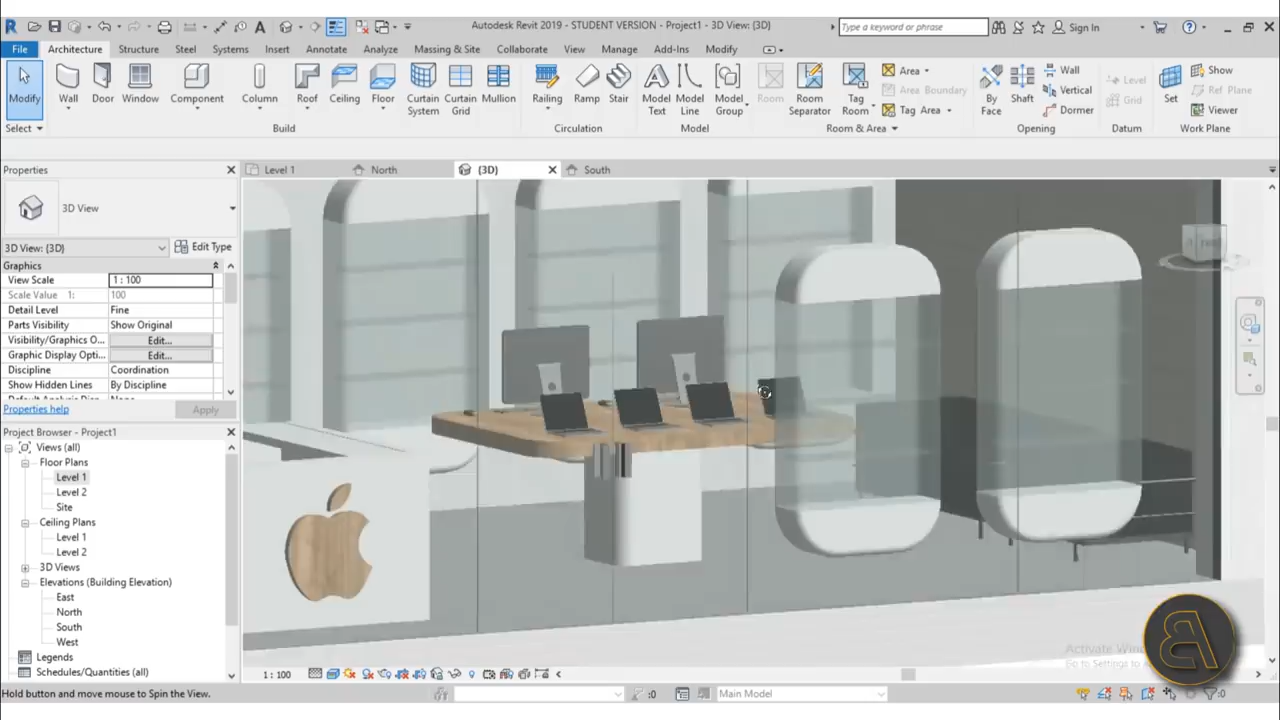 Autodesk Revit 2019 - STUDENT VERSION - Project1 - 3D View: {3D}
Type a keyword or phrase
Sign In
File Architecture Structure Steel Systems Insert Annotate Analyze Massing & Site Collaborate View Manage Add-Ins Modify
Modify Wall Door Window Component Column Roof Ceiling Floor Curtain System Curtain Grid Mullion Railing Ramp Stair Model Text Model Line Model Group Room Room Separator Tag Room Area Area Boundary Tag Area By Face Shaft Wall Vertical Dormer Level Grid Set Show Ref Plane Viewer
Select Build Circulation Model Room & Area Opening Datum Work Plane
Properties
Level 1 North {3D} South
3D View
3D View: {3D} Edit Type
Graphics
View Scale 1 : 100
Scale Value 1: 100
Detail Level Fine
Parts Visibility Show Original
Visibility/Graphics O... Edit...
Graphic Display Opti... Edit...
Discipline Coordination
Show Hidden Lines By Discipline
Properties help Apply
Project Browser - Project1
Views (all)
Floor Plans
Level 1
Level 2
Site
Ceiling Plans
Level 1
Level 2
3D Views
Elevations (Building Elevation)
East
North
South
West
Legends
Schedules/Quantities (all)
1 : 100
Hold button and move mouse to Spin the View.
:0 Main Model :0